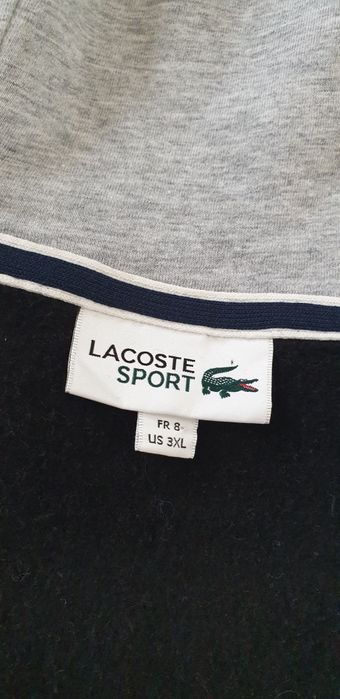 LACOSTE
SPORT
FR 8
US 3XL